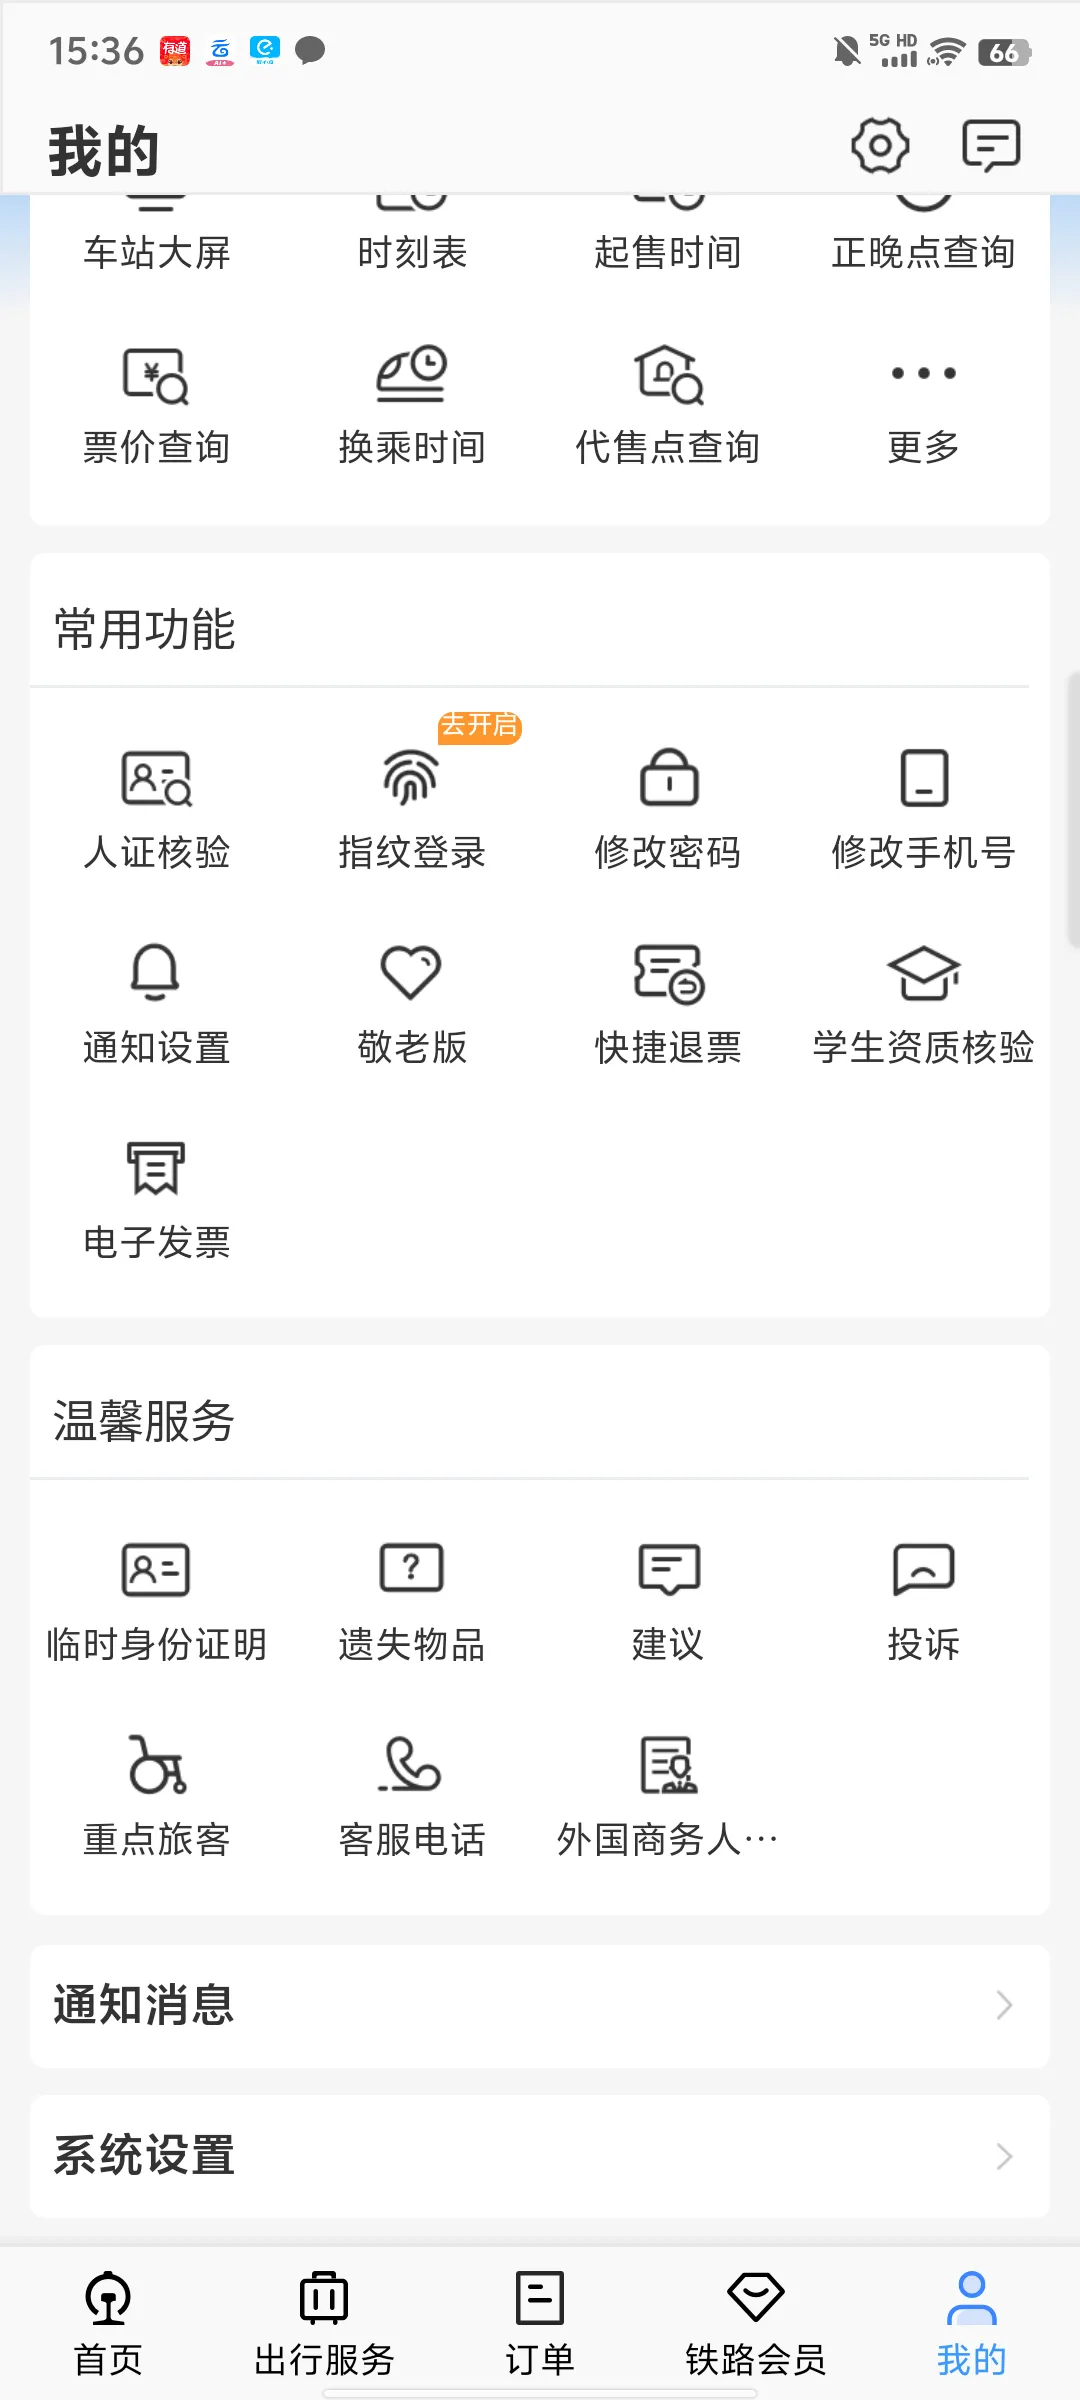 15:36 有道 云 AI+ 5G HD 66
我的
车站大屏 时刻表 起售时间 正晚点查询
票价查询 换乘时间 代售点查询 更多
常用功能
去开启
人证核验 指纹登录 修改密码 修改手机号
通知设置 敬老版 快捷退票 学生资质核验
电子发票
温馨服务
临时身份证明 遗失物品 建议 投诉
重点旅客 客服电话 外国商务人…
通知消息
系统设置
首页 出行服务 订单 铁路会员 我的